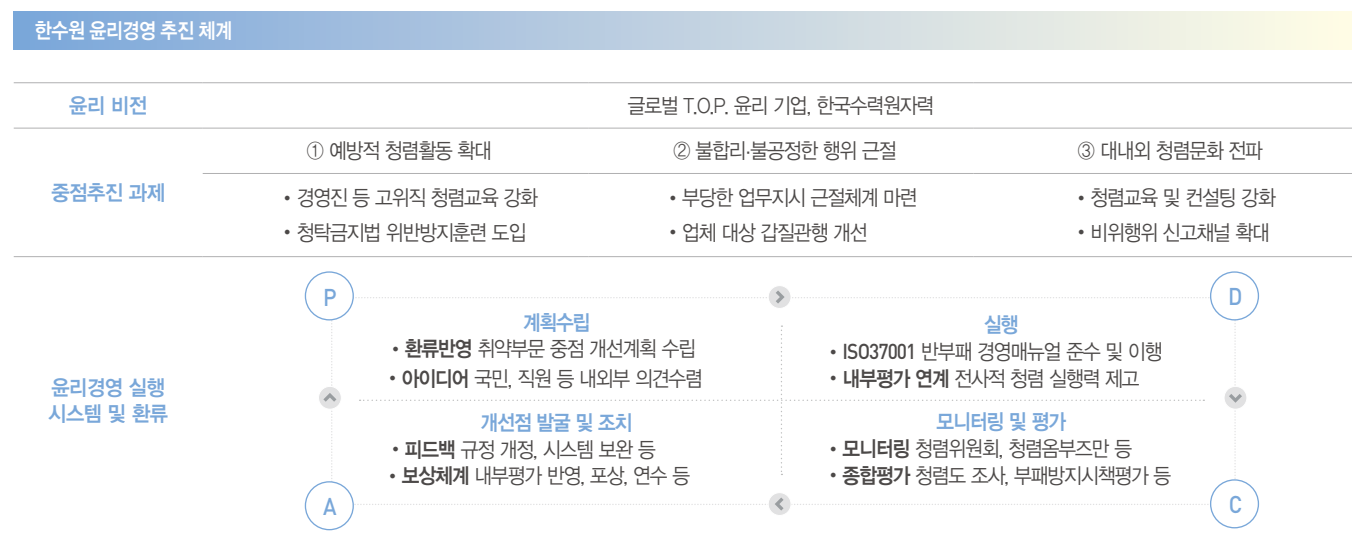 한수원 윤리경영 추진 체계
윤리 비전
글로벌 T.O.P. 윤리 기업, 한국수력원자력
중점추진 과제
① 예방적 청렴활동 확대
• 경영진 등 고위직 청렴교육 강화
• 청탁금지법 위반방지훈련 도입
② 불합리·불공정한 행위 근절
• 부당한 업무지시 근절체계 마련
• 업체 대상 갑질관행 개선
③ 대내외 청렴문화 전파
• 청렴교육 및 컨설팅 강화
• 비위행위 신고채널 확대
윤리경영 실행
시스템 및 환류
P
계획수립
• 환류반영 취약부문 중점 개선계획 수립
• 아이디어 국민, 직원 등 내외부 의견수렴
D
실행
• ISO37001 반부패 경영매뉴얼 준수 및 이행
• 내부평가 연계 전사적 청렴 실행력 제고
개선점 발굴 및 조치
• 피드백 규정 개정, 시스템 보완 등
• 보상체계 내부평가 반영, 포상, 연수 등
A
모니터링 및 평가
• 모니터링 청렴위원회, 청렴옴부즈만 등
• 종합평가 청렴도 조사, 부패방지시책평가 등
C